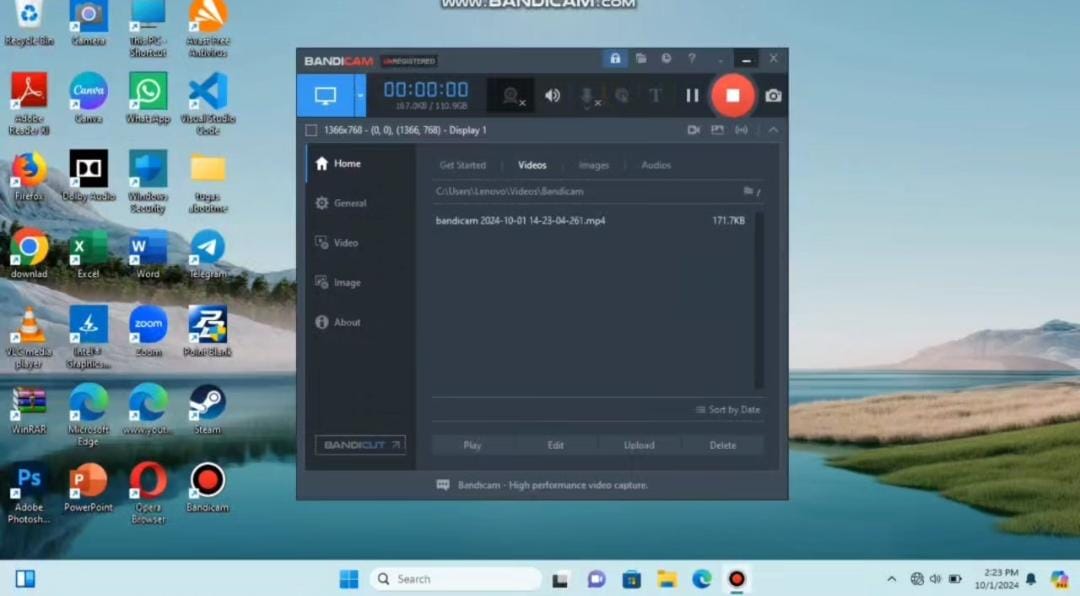 www.BANDICAM.com
Recycle Bin
Camera
This PC - Shortcut
Avast Free Antivirus
Adobe Reader XI
Canva
WhatsApp
Visual Studio Code
Firefox
Dolby Audio
Windows Security
tugas aboutme
downlad
Excel
Word
Telegram
VLC media player
Intel® Graphics...
Zoom
Point Blank
WinRAR
Microsoft Edge
www.yout...
Steam
Adobe Photosh...
PowerPoint
Opera Browser
Bandicam
BANDICAM UNREGISTERED
00:00:00
167.0KB / 110.9GB
1366x768 - (0, 0), (1366, 768) - Display 1
Home
General
Video
Image
About
BANDICUT
Get Started Videos Images Audios
C:\Users\Lenovo\Videos\Bandicam
bandicam 2024-10-01 14-23-04-261.mp4 171.7KB
Sort by Date
Play Edit Upload Delete
Bandicam - High performance video capture.
Search
2:23 PM
10/1/2024